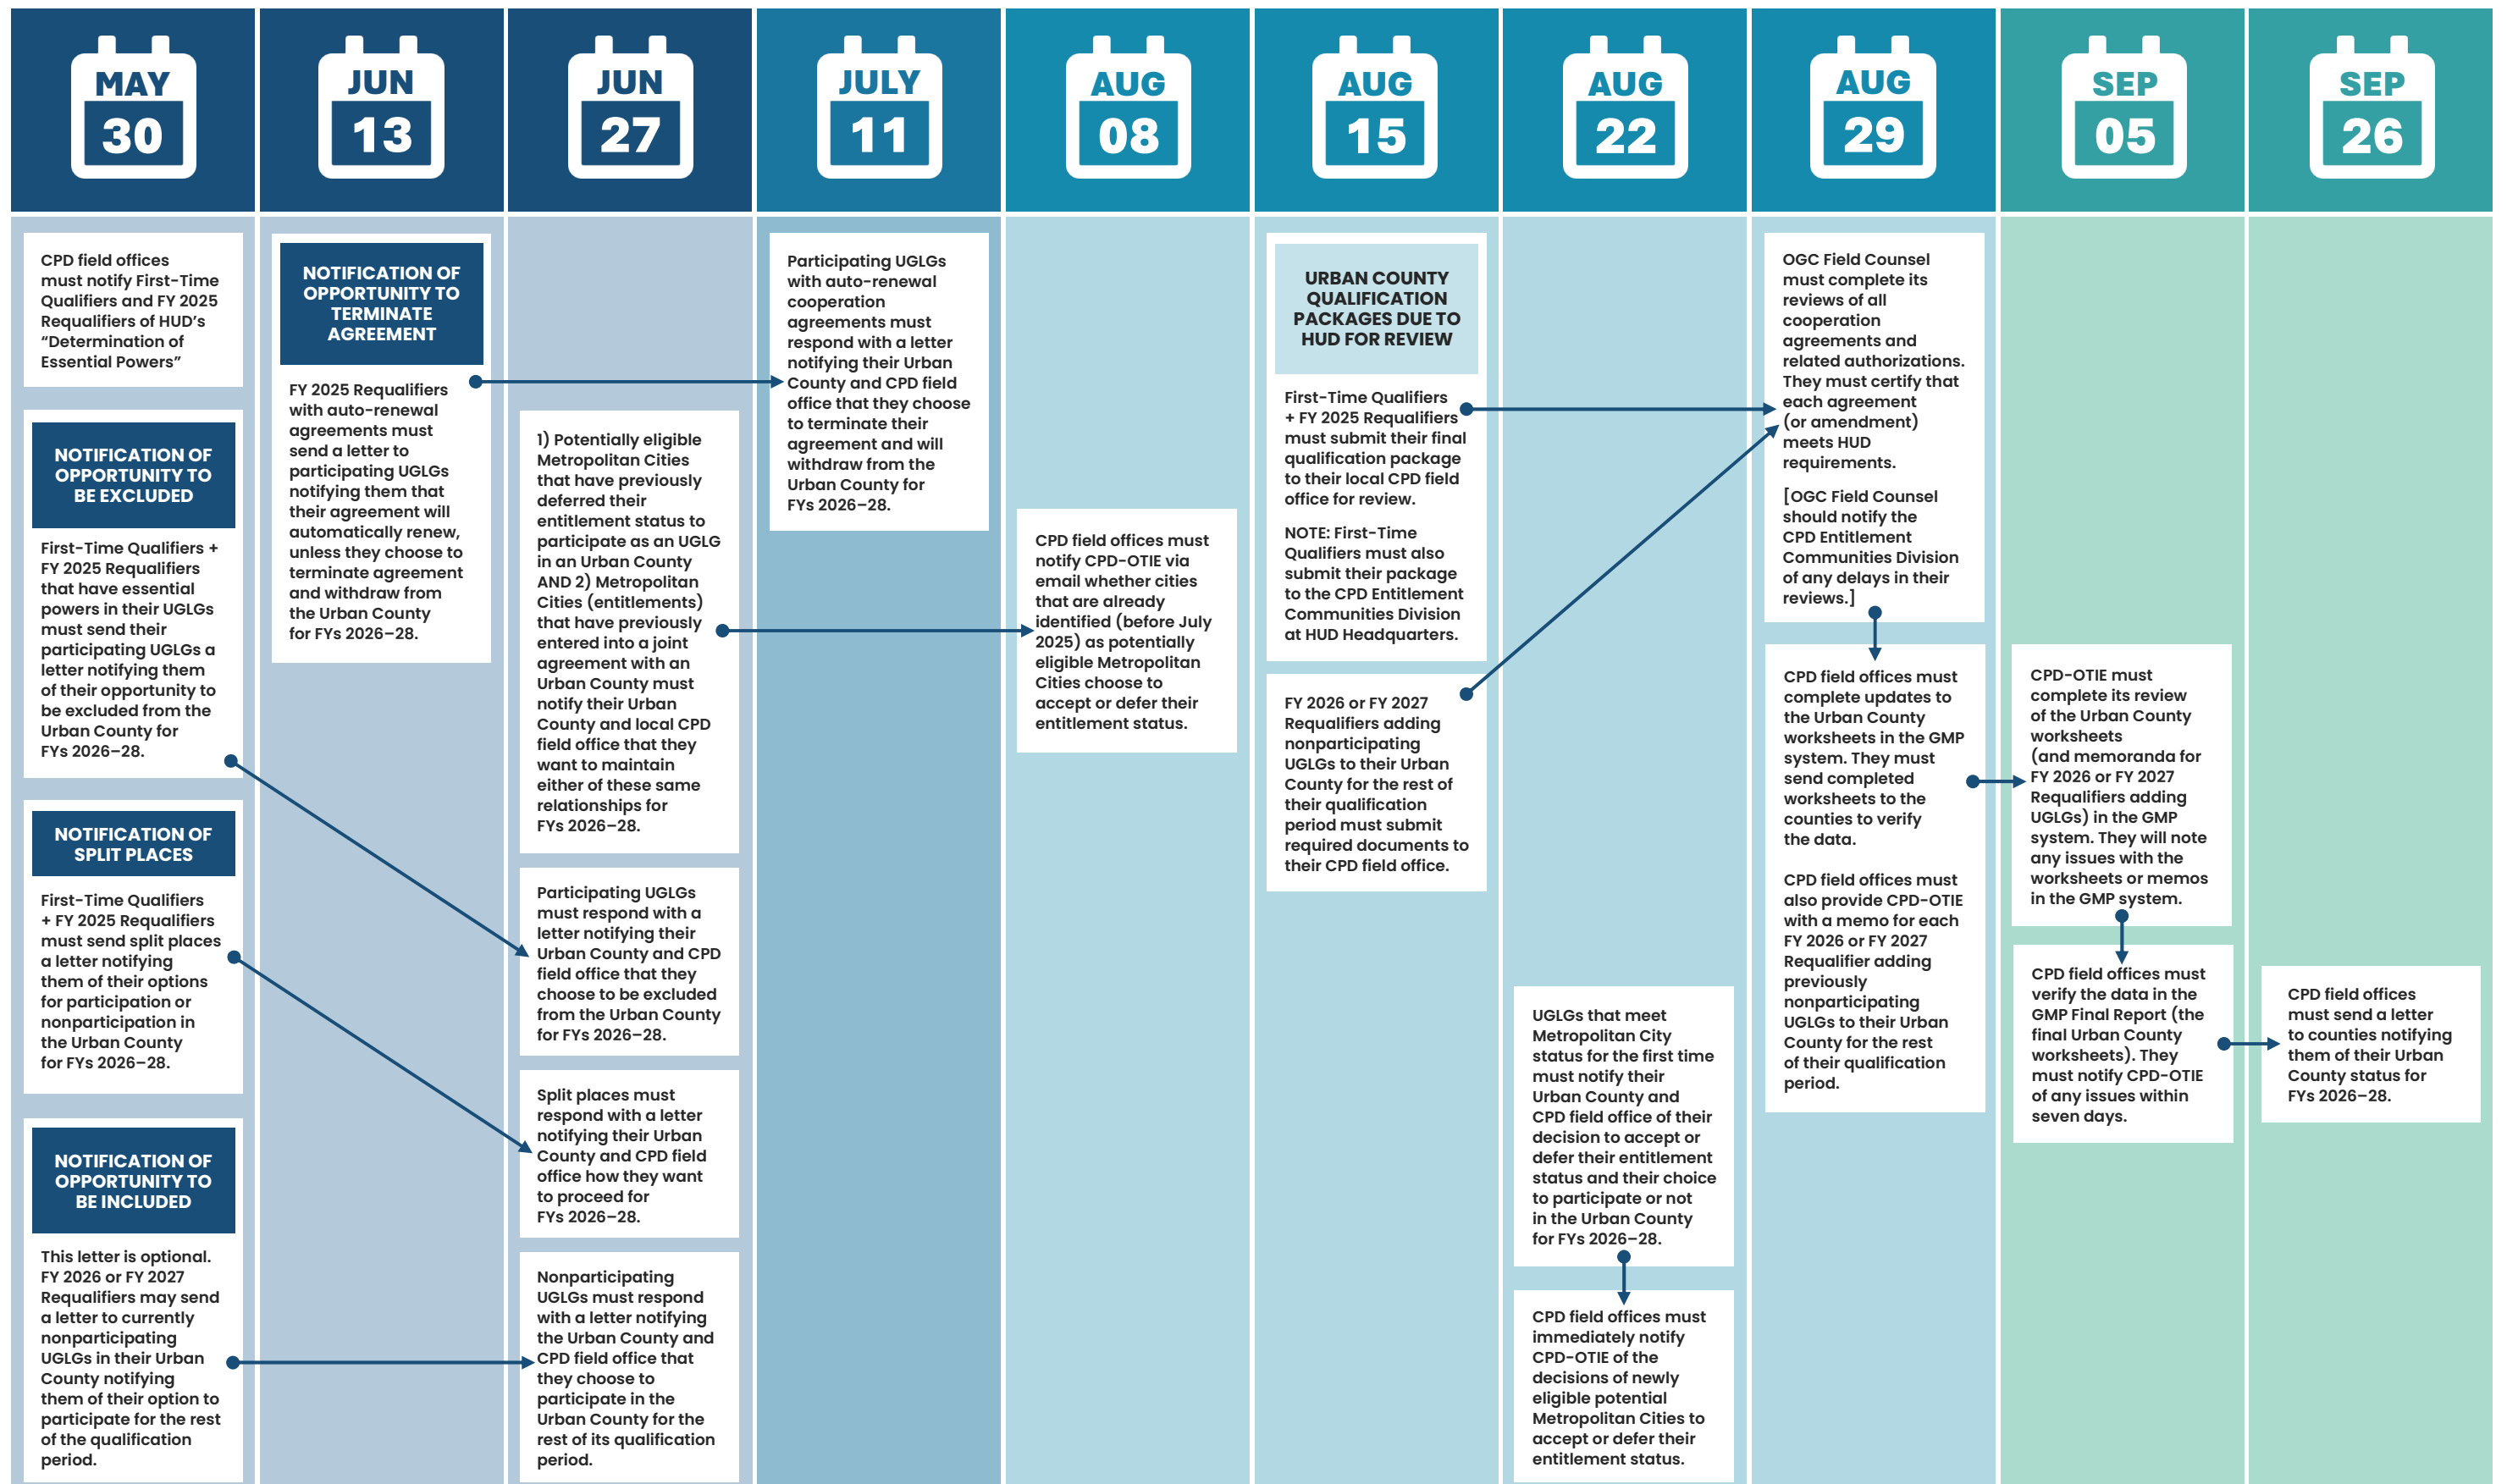 MAY
30
JUN
13
JUN
27
JULY
11
AUG
08
AUG
15
AUG
22
AUG
29
SEP
05
SEP
26
CPD field offices
must notify First-Time
Qualifiers and FY 2025
Requalifiers of HUD's
“Determination of
Essential Powers”
NOTIFICATION OF
OPPORTUNITY TO
BE EXCLUDED
First-Time Qualifiers +
FY 2025 Requalifiers
that have essential
powers in their UGLGs
must send their
participating UGLGs a
letter notifying them
of their opportunity to
be excluded from the
Urban County for
FYs 2026–28.
NOTIFICATION OF
SPLIT PLACES
First-Time Qualifiers
+ FY 2025 Requalifiers
must send split places
a letter notifying
them of their options
for participation or
nonparticipation in
the Urban County
for FYs 2026–28.
NOTIFICATION OF
OPPORTUNITY TO
BE INCLUDED
This letter is optional.
FY 2026 or FY 2027
Requalifiers may send
a letter to currently
nonparticipating
UGLGs in their Urban
County notifying
them of their option to
participate for the rest
of the qualification
period.
NOTIFICATION OF
OPPORTUNITY TO
TERMINATE
AGREEMENT
FY 2025 Requalifiers
with auto-renewal
agreements must
send a letter to
participating UGLGs
notifying them that
their agreement will
automatically renew,
unless they choose to
terminate agreement
and withdraw from
the Urban County
for FYs 2026–28.
1) Potentially eligible
Metropolitan Cities
that have previously
deferred their
entitlement status to
participate as an UGLG
in an Urban County
AND 2) Metropolitan
Cities (entitlements)
that have previously
entered into a joint
agreement with an
Urban County must
notify their Urban
County and local CPD
field office that they
want to maintain
either of these same
relationships for
FYs 2026–28.
Participating UGLGs
must respond with a
letter notifying their
Urban County and CPD
field office that they
choose to be excluded
from the Urban County
for FYs 2026–28.
Split places must
respond with a letter
notifying their Urban
County and CPD field
office how they want
to proceed for
FYs 2026–28.
Nonparticipating
UGLGs must respond
with a letter notifying
the Urban County and
CPD field office that
they choose to
participate in the
Urban County for the
rest of its qualification
period.
Participating UGLGs
with auto-renewal
cooperation
agreements must
respond with a letter
notifying their Urban
County and CPD field
office that they choose
to terminate their
agreement and will
withdraw from the
Urban County for
FYs 2026–28.
CPD field offices must
notify CPD-OTIE via
email whether cities
that are already
identified (before July
2025) as potentially
eligible Metropolitan
Cities choose to
accept or defer their
entitlement status.
URBAN COUNTY
QUALIFICATION
PACKAGES DUE TO
HUD FOR REVIEW
First-Time Qualifiers
+ FY 2025 Requalifiers
must submit their final
qualification package
to their local CPD field
office for review.
NOTE: First-Time
Qualifiers must also
submit their package
to the CPD Entitlement
Communities Division
at HUD Headquarters.
FY 2026 or FY 2027
Requalifiers adding
nonparticipating
UGLGs to their Urban
County for the rest of
their qualification
period must submit
required documents to
their CPD field office.
UGLGs that meet
Metropolitan City
status for the first time
must notify their
Urban County and
CPD field office of their
decision to accept or
defer their entitlement
status and their choice
to participate or not
in the Urban County
for FYs 2026–28.
CPD field offices must
immediately notify
CPD-OTIE of the
decisions of newly
eligible potential
Metropolitan Cities to
accept or defer their
entitlement status.
OGC Field Counsel
must complete its
reviews of all
cooperation
agreements and
related authorizations.
They must certify that
each agreement
(or amendment)
meets HUD
requirements.
[OGC Field Counsel
should notify the
CPD Entitlement
Communities Division
of any delays in their
reviews.]
CPD field offices must
complete updates to
the Urban County
worksheets in the GMP
system. They must
send completed
worksheets to the
counties to verify
the data.
CPD field offices must
also provide CPD-OTIE
with a memo for each
FY 2026 or FY 2027
Requalifier adding
previously
nonparticipating
UGLGs to their Urban
County for the rest
of their qualification
period.
CPD-OTIE must
complete its review
of the Urban County
worksheets
(and memoranda for
FY 2026 or FY 2027
Requalifiers adding
UGLGs) in the GMP
system. They will note
any issues with the
worksheets or memos
in the GMP system.
CPD field offices must
verify the data in the
GMP Final Report (the
final Urban County
worksheets). They
must notify CPD-OTIE
of any issues within
seven days.
CPD field offices
must send a letter
to counties notifying
them of their Urban
County status for
FYs 2026–28.